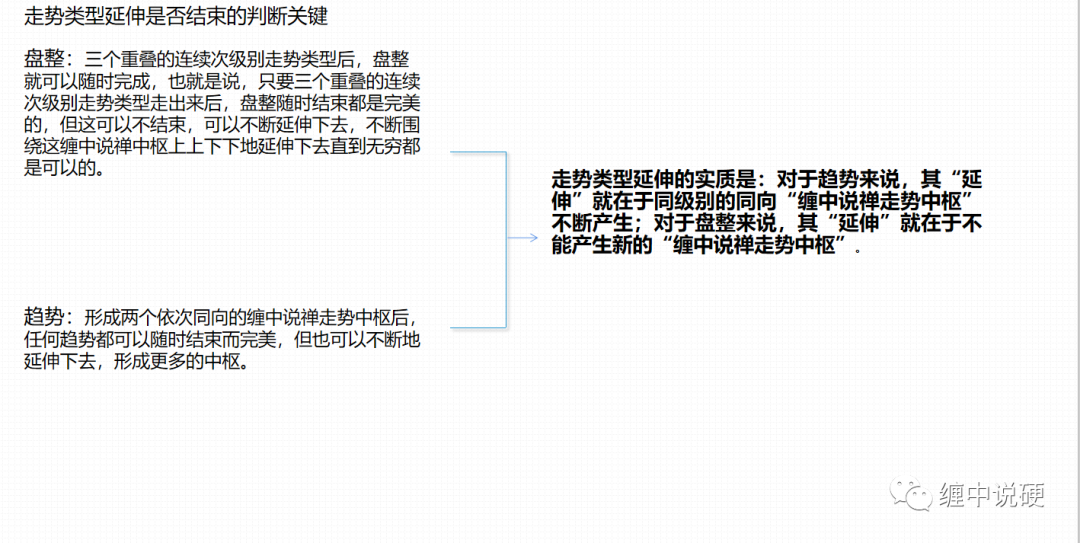 走势类型延伸是否结束的判断关键
盘整：三个重叠的连续次级别走势类型后，盘整
就可以随时完成，也就是说，只要三个重叠的连续
次级别走势类型走出来后，盘整随时结束都是完美
的，但这可以不结束，可以不断延伸下去，不断围
绕这缠中说禅中枢上上下下地延伸下去直到无穷都
是可以的。
走势类型延伸的实质是：对于趋势来说，其“延
伸”就在于同级别的同向“缠中说禅走势中枢”
不断产生；对于盘整来说，其“延伸”就在于不
能产生新的“缠中说禅走势中枢”。
趋势：形成两个依次同向的缠中说禅走势中枢后，
任何趋势都可以随时结束而完美，但也可以不断地
延伸下去，形成更多的中枢。
缠中说硬